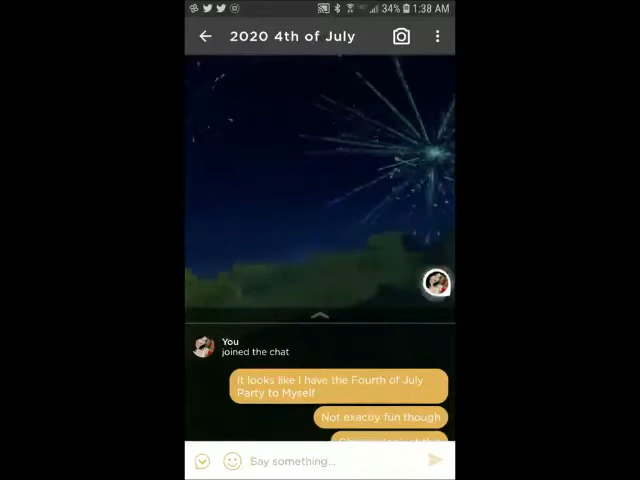 34% 1:38 AM
2020 4th of July
You
joined the chat
It looks like I have the Fourth of July
Party to Myself
Not exactly fun though
Say something...